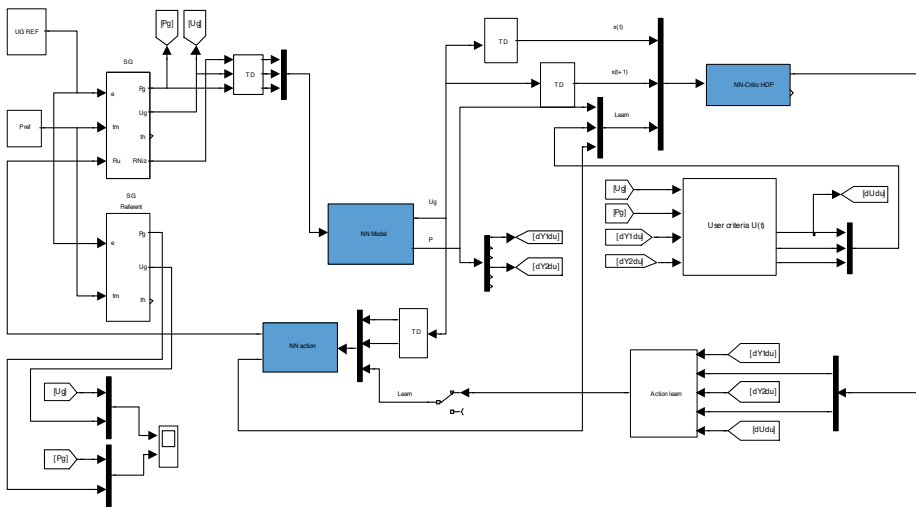 UG REF
[Pg]
[Ug]
SG
e
tm
Ru
Pg
Ug
th
RNiz
TD
Pref
SG
Referent
e
tm
Pg
Ug
th
NN Model
Ug
P
TD
x(t)
TD
x(t+1)
Learn
NN-Critic HDP
[Ug]
[Pg]
[dY1du]
[dY2du]
User criteria U(t)
[dUdu]
[dY1du]
[dY2du]
NN action
TD
Learn
Action learn
[dY1du]
[dY2du]
[dUdu]
[Ug]
[Pg]